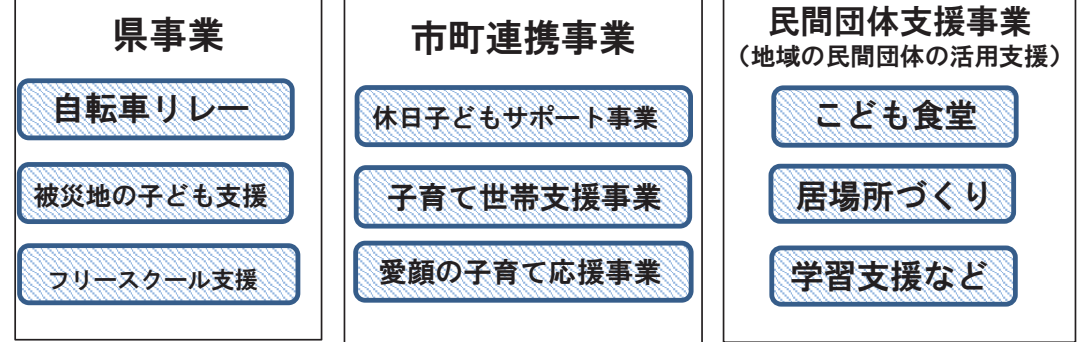 県事業
自転車リレー
被災地の子ども支援
フリースクール支援
市町連携事業
休日子どもサポート事業
子育て世帯支援事業
愛顔の子育て応援事業
民間団体支援事業
（地域の民間団体の活用支援）
こども食堂
居場所づくり
学習支援など